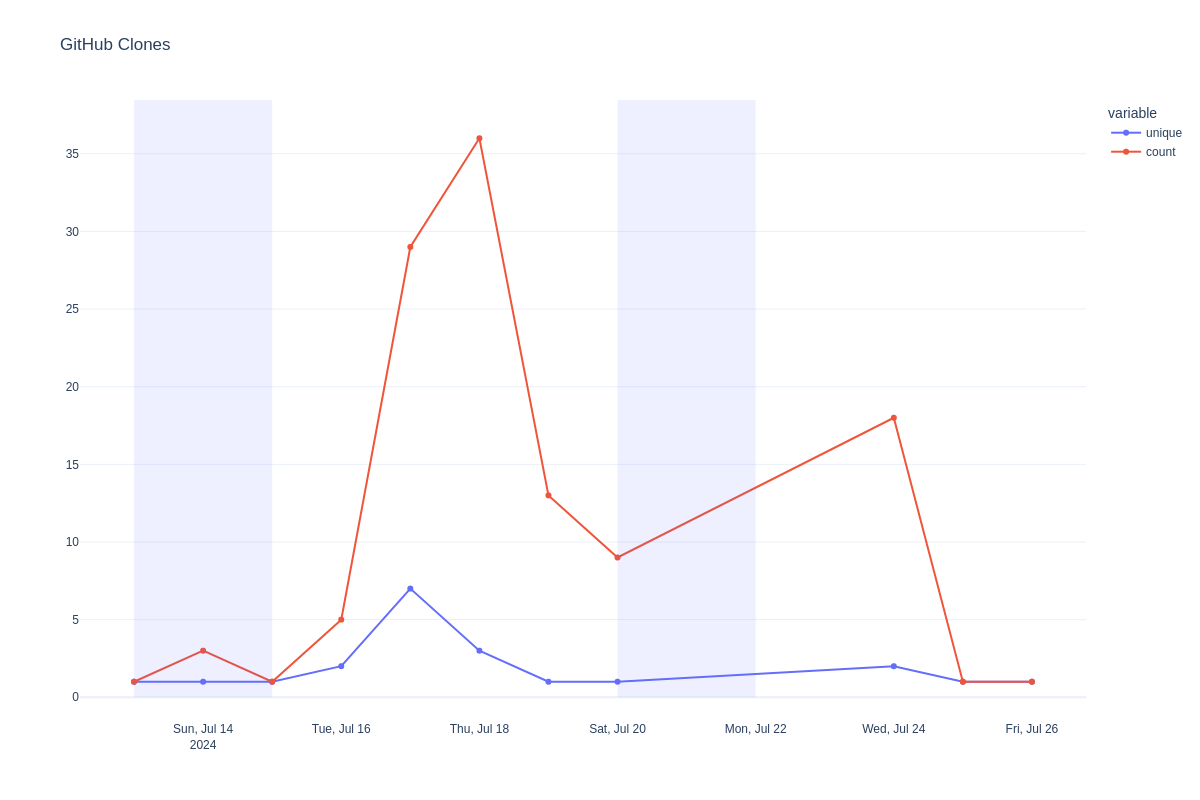 GitHub Clones
variable
unique
count
35
30
25
20
15
10
5
0
Sun, Jul 14
2024
Tue, Jul 16
Thu, Jul 18
Sat, Jul 20
Mon, Jul 22
Wed, Jul 24
Fri, Jul 26